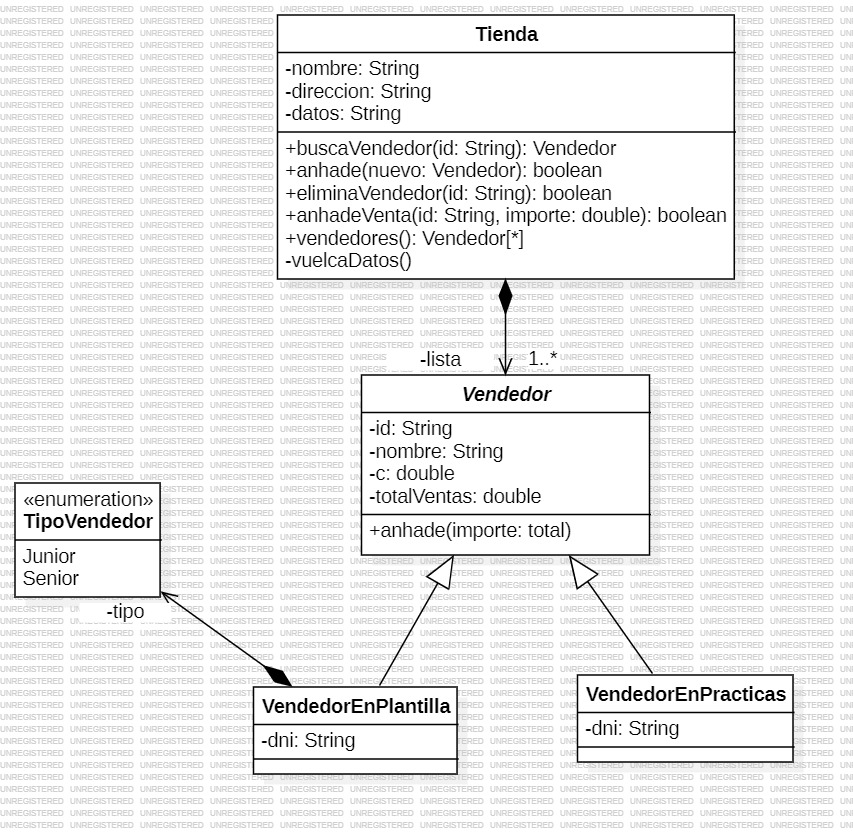 Tienda
-nombre: String
-direccion: String
-datos: String
+buscaVendedor(id: String): Vendedor
+anhade(nuevo: Vendedor): boolean
+eliminaVendedor(id: String): boolean
+anhadeVenta(id: String, importe: double): boolean
+vendedores(): Vendedor[*]
-vuelcaDatos()
-lista 1..*
Vendedor
-id: String
-nombre: String
-c: double
-totalVentas: double
+anhade(importe: total)
«enumeration»
TipoVendedor
Junior
Senior
-tipo
VendedorEnPlantilla
-dni: String
VendedorEnPracticas
-dni: String
UNREGISTERED